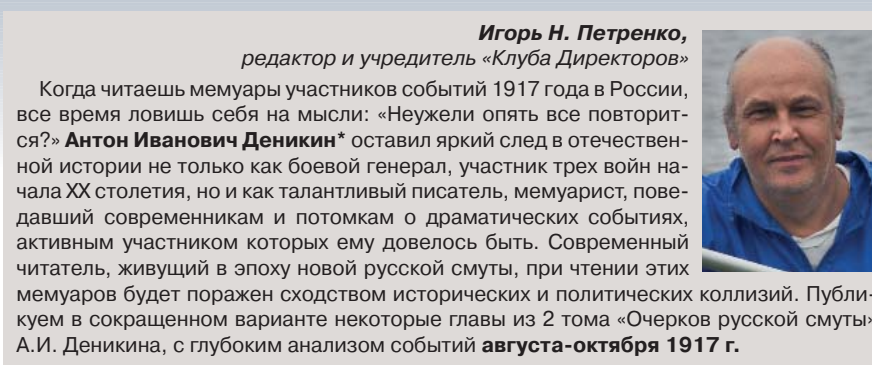 Игорь Н. Петренко,
редактор и учредитель «Клуба Директоров»
Когда читаешь мемуары участников событий 1917 года в России,
все время ловишь себя на мысли: «Неужели опять все повторит-
ся?» Антон Иванович Деникин* оставил яркий след в отечествен-
ной истории не только как боевой генерал, участник трех войн на-
чала XX столетия, но и как талантливый писатель, мемуарист, пове-
давший современникам и потомкам о драматических событиях,
активным участником которых ему довелось быть. Современный
читатель, живущий в эпоху новой русской смуты, при чтении этих
мемуаров будет поражен сходством исторических и политических коллизий. Публи-
куем в сокращенном варианте некоторые главы из 2 тома «Очерков русской смуты»
А.И. Деникина, с глубоким анализом событий августа-октября 1917 г.